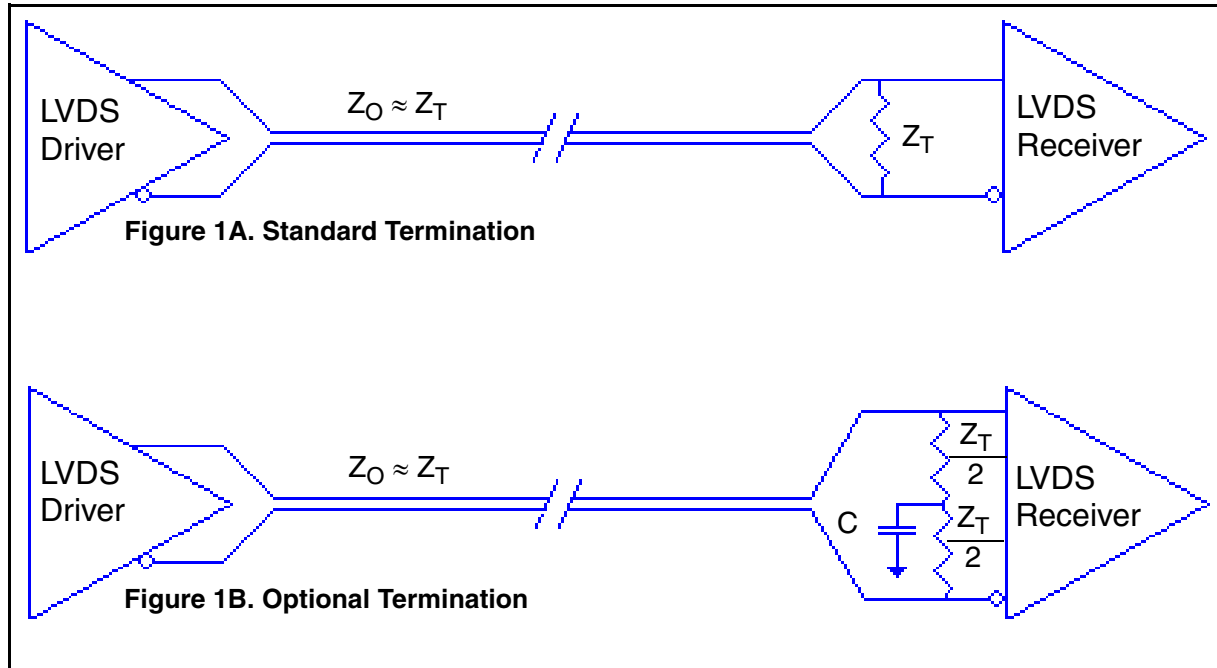 LVDS
Driver
Z_O ≈ Z_T
Z_T
LVDS
Receiver
Figure 1A. Standard Termination
LVDS
Driver
Z_O ≈ Z_T
C
Z_T
2
Z_T
2
LVDS
Receiver
Figure 1B. Optional Termination